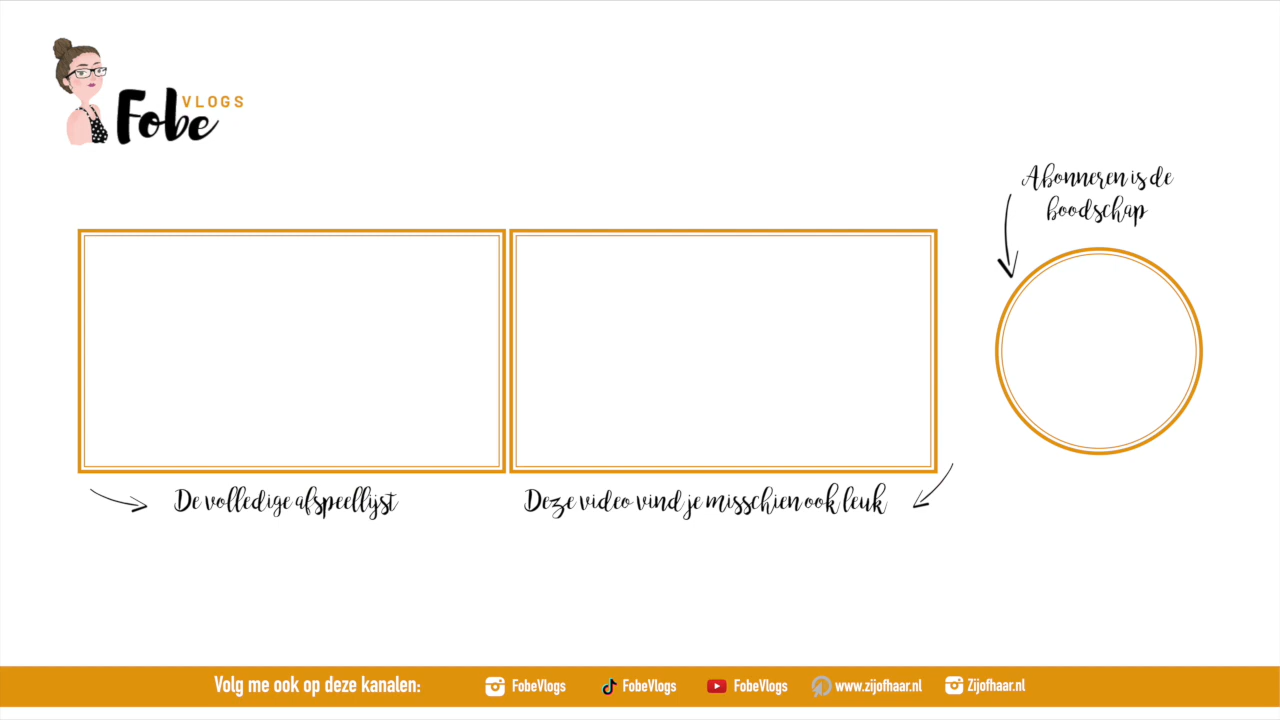 VLOGS
Fobe
Abonneren is de
boodschap
De volledige afspeellijst
Deze video vind je misschien ook leuk
Volg me ook op deze kanalen:
FobeVlogs
FobeVlogs
FobeVlogs
www.zijofhaar.nl
Zijofhaar.nl